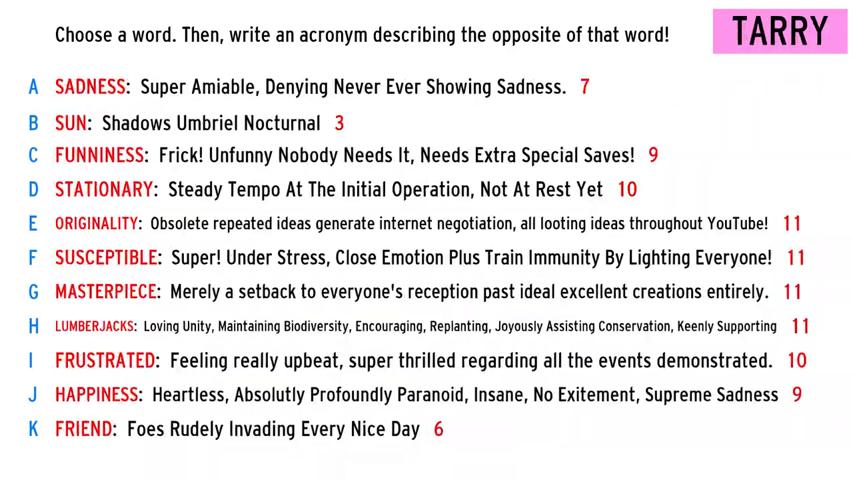 Choose a word. Then, write an acronym describing the opposite of that word!
TARRY
A SADNESS: Super Amiable, Denying Never Ever Showing Sadness. 7
B SUN: Shadows Umbriel Nocturnal 3
C FUNNINESS: Frick! Unfunny Nobody Needs It, Needs Extra Special Saves! 9
D STATIONARY: Steady Tempo At The Initial Operation, Not At Rest Yet 10
E ORIGINALITY: Obsolete repeated ideas generate internet negotiation, all looting ideas throughout YouTube! 11
F SUSCEPTIBLE: Super! Under Stress, Close Emotion Plus Train Immunity By Lighting Everyone! 11
G MASTERPIECE: Merely a setback to everyone's reception past ideal excellent creations entirely. 11
H LUMBERJACKS: Loving Unity, Maintaining Biodiversity, Encouraging, Replanting, Joyously Assisting Conservation, Keenly Supporting 11
I FRUSTRATED: Feeling really upbeat, super thrilled regarding all the events demonstrated. 10
J HAPPINESS: Heartless, Absolutly Profoundly Paranoid, Insane, No Exitement, Supreme Sadness 9
K FRIEND: Foes Rudely Invading Every Nice Day 6